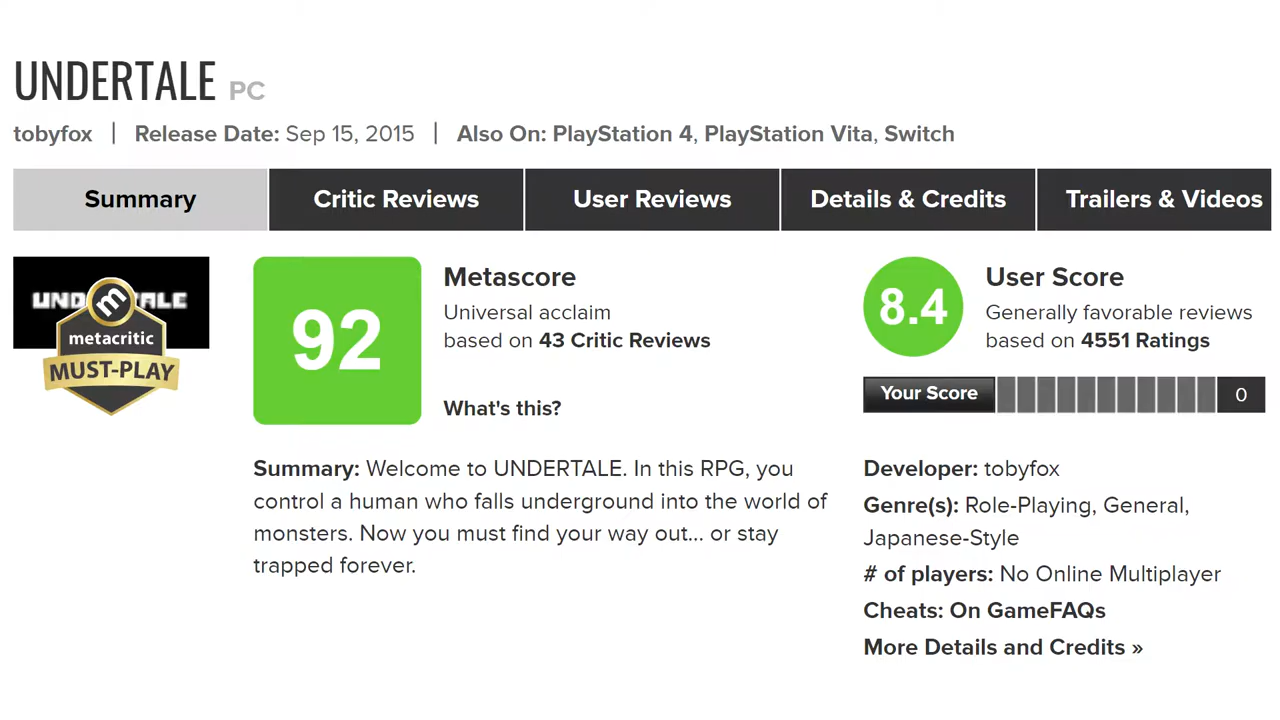 UNDERTALE PC
tobyfox | Release Date: Sep 15, 2015 | Also On: PlayStation 4, PlayStation Vita, Switch
Summary Critic Reviews User Reviews Details & Credits Trailers & Videos
UNDERTALE
m
metacritic
MUST-PLAY
92
Metascore
Universal acclaim
based on 43 Critic Reviews
What's this?
8.4
User Score
Generally favorable reviews
based on 4551 Ratings
Your Score 0
Summary: Welcome to UNDERTALE. In this RPG, you
control a human who falls underground into the world of
monsters. Now you must find your way out... or stay
trapped forever.
Developer: tobyfox
Genre(s): Role-Playing, General,
Japanese-Style
# of players: No Online Multiplayer
Cheats: On GameFAQs
More Details and Credits »